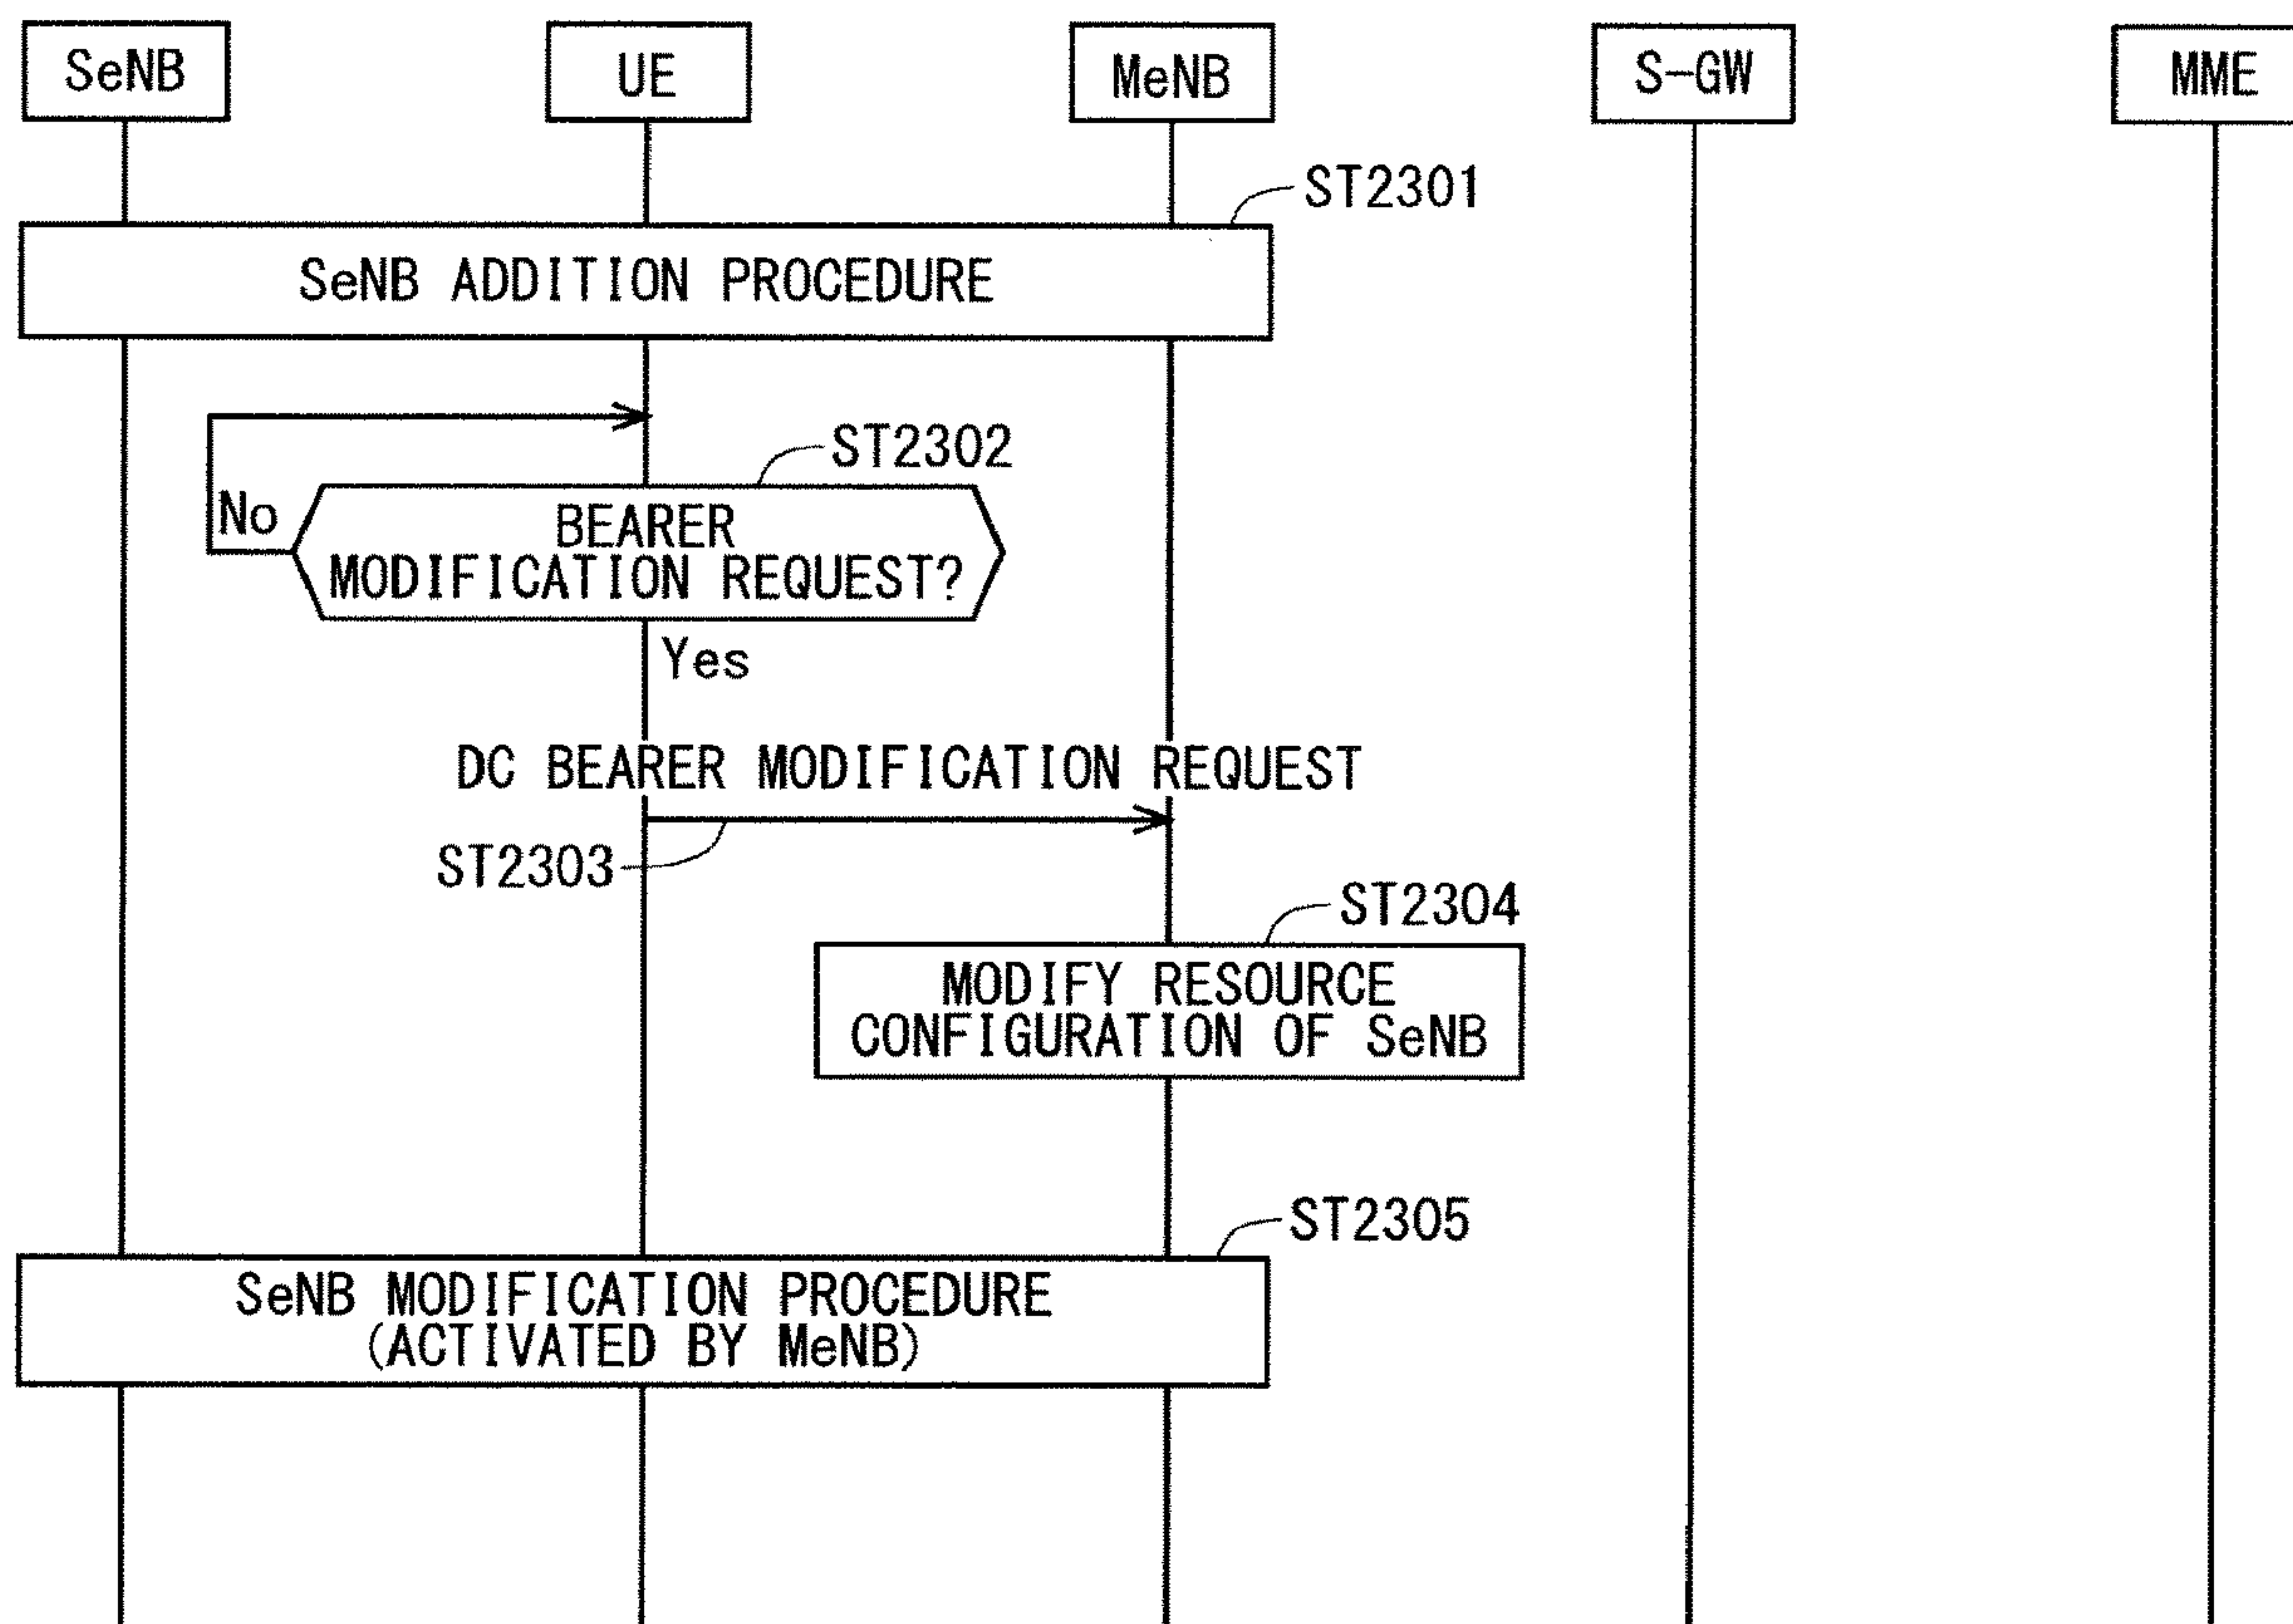 SeNB
UE
MeNB
S-GW
MME
ST2301
SeNB ADDITION PROCEDURE
ST2302
No
BEARER
MODIFICATION REQUEST?
Yes
DC BEARER MODIFICATION REQUEST
ST2303
ST2304
MODIFY RESOURCE
CONFIGURATION OF SeNB
ST2305
SeNB MODIFICATION PROCEDURE
(ACTIVATED BY MeNB)